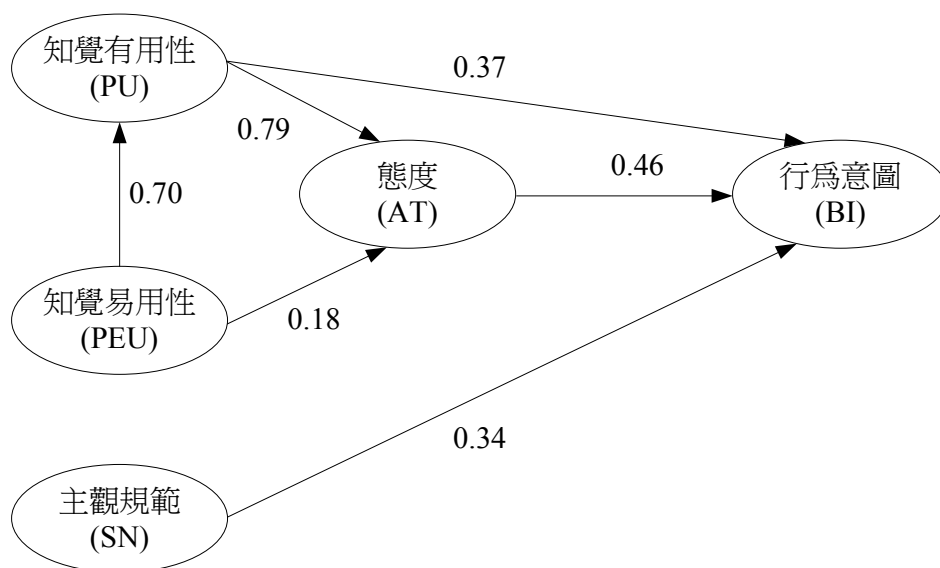 知覺有用性
(PU)
0.37
0.79
態度
(AT)
0.46
行爲意圖
(BI)
0.70
知覺易用性
(PEU)
0.18
0.34
主觀規範
(SN)